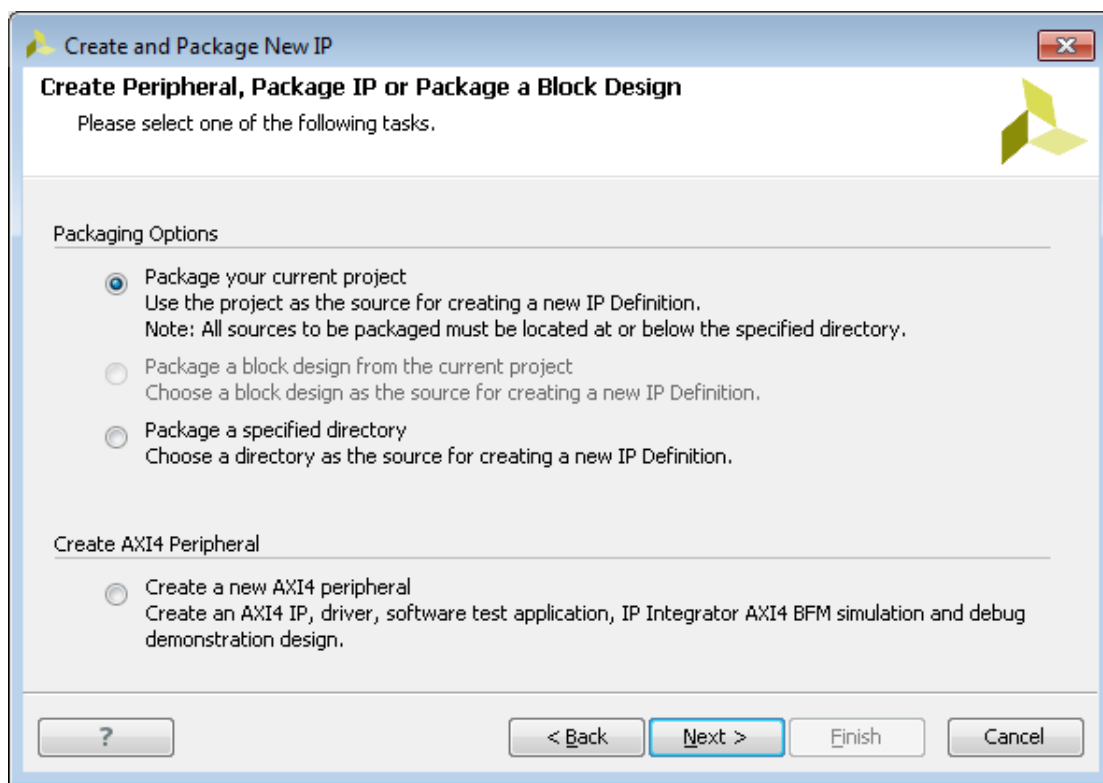 Create and Package New IP
Create Peripheral, Package IP or Package a Block Design
Please select one of the following tasks.
Packaging Options
Package your current project
Use the project as the source for creating a new IP Definition.
Note: All sources to be packaged must be located at or below the specified directory.
Package a block design from the current project
Choose a block design as the source for creating a new IP Definition.
Package a specified directory
Choose a directory as the source for creating a new IP Definition.
Create AXI4 Peripheral
Create a new AXI4 peripheral
Create an AXI4 IP, driver, software test application, IP Integrator AXI4 BFM simulation and debug
demonstration design.
? < Back Next > Finish Cancel